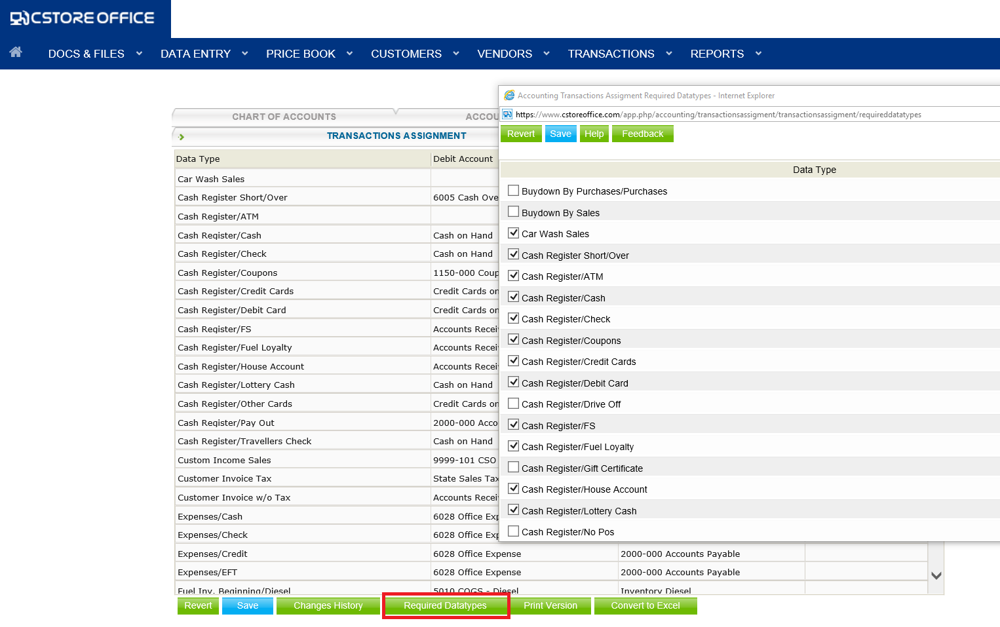 CSTORE OFFICE
DOCS & FILES DATA ENTRY PRICE BOOK CUSTOMERS VENDORS TRANSACTIONS REPORTS
CHART OF ACCOUNTS ACCOU
TRANSACTIONS ASSIGNMENT
Data Type Debit Account
Car Wash Sales
Cash Register Short/Over 6005 Cash Ove
Cash Register/ATM
Cash Register/Cash Cash on Hand
Cash Register/Check Cash on Hand
Cash Register/Coupons 1150-000 Coup
Cash Register/Credit Cards Credit Cards on
Cash Register/Debit Card Credit Cards on
Cash Register/FS Accounts Recei
Cash Register/Fuel Loyalty Accounts Recei
Cash Register/House Account Accounts Recei
Cash Register/Lottery Cash Cash on Hand
Cash Register/Other Cards Credit Cards on
Cash Register/Pay Out 2000-000 Acco
Cash Register/Travellers Check Cash on Hand
Custom Income Sales 9999-101 CSO
Customer Invoice Tax State Sales Tax
Customer Invoice w/o Tax Accounts Recei
Expenses/Cash 6028 Office Exp
Expenses/Check 6028 Office Exp
Expenses/Credit 6028 Office Expense 2000-000 Accounts Payable
Expenses/EFT 6028 Office Expense 2000-000 Accounts Payable
Fuel Inv. Beginning/Diesel 5010 COGS - Diesel Inventory Diesel
Revert Save Changes History Required Datatypes Print Version Convert to Excel
Accounting Transactions Assigment Required Datatypes - Internet Explorer
https://www.cstoreoffice.com/app.php/accounting/transactionsassigment/transactionsassigment/requireddatatypes
Revert Save Help Feedback
Data Type
Buydown By Purchases/Purchases
Buydown By Sales
Car Wash Sales
Cash Register Short/Over
Cash Register/ATM
Cash Register/Cash
Cash Register/Check
Cash Register/Coupons
Cash Register/Credit Cards
Cash Register/Debit Card
Cash Register/Drive Off
Cash Register/FS
Cash Register/Fuel Loyalty
Cash Register/Gift Certificate
Cash Register/House Account
Cash Register/Lottery Cash
Cash Register/No Pos